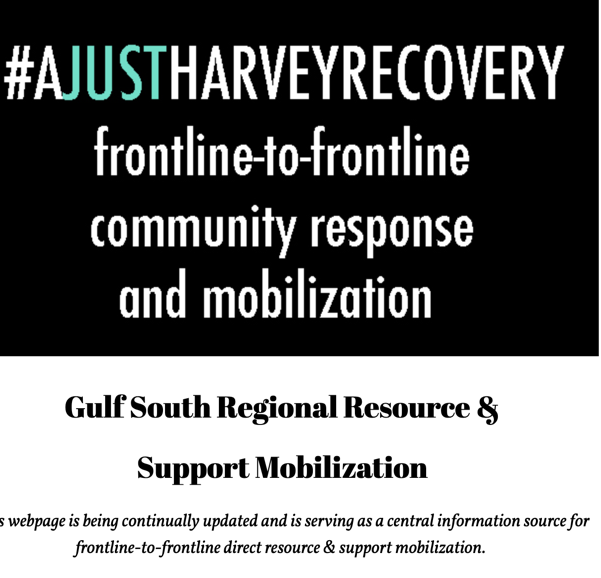 #AJUSTHARVEYRECOVERY
frontline-to-frontline
community response
and mobilization
Gulf South Regional Resource &
Support Mobilization
s webpage is being continually updated and is serving as a central information source for
frontline-to-frontline direct resource & support mobilization.